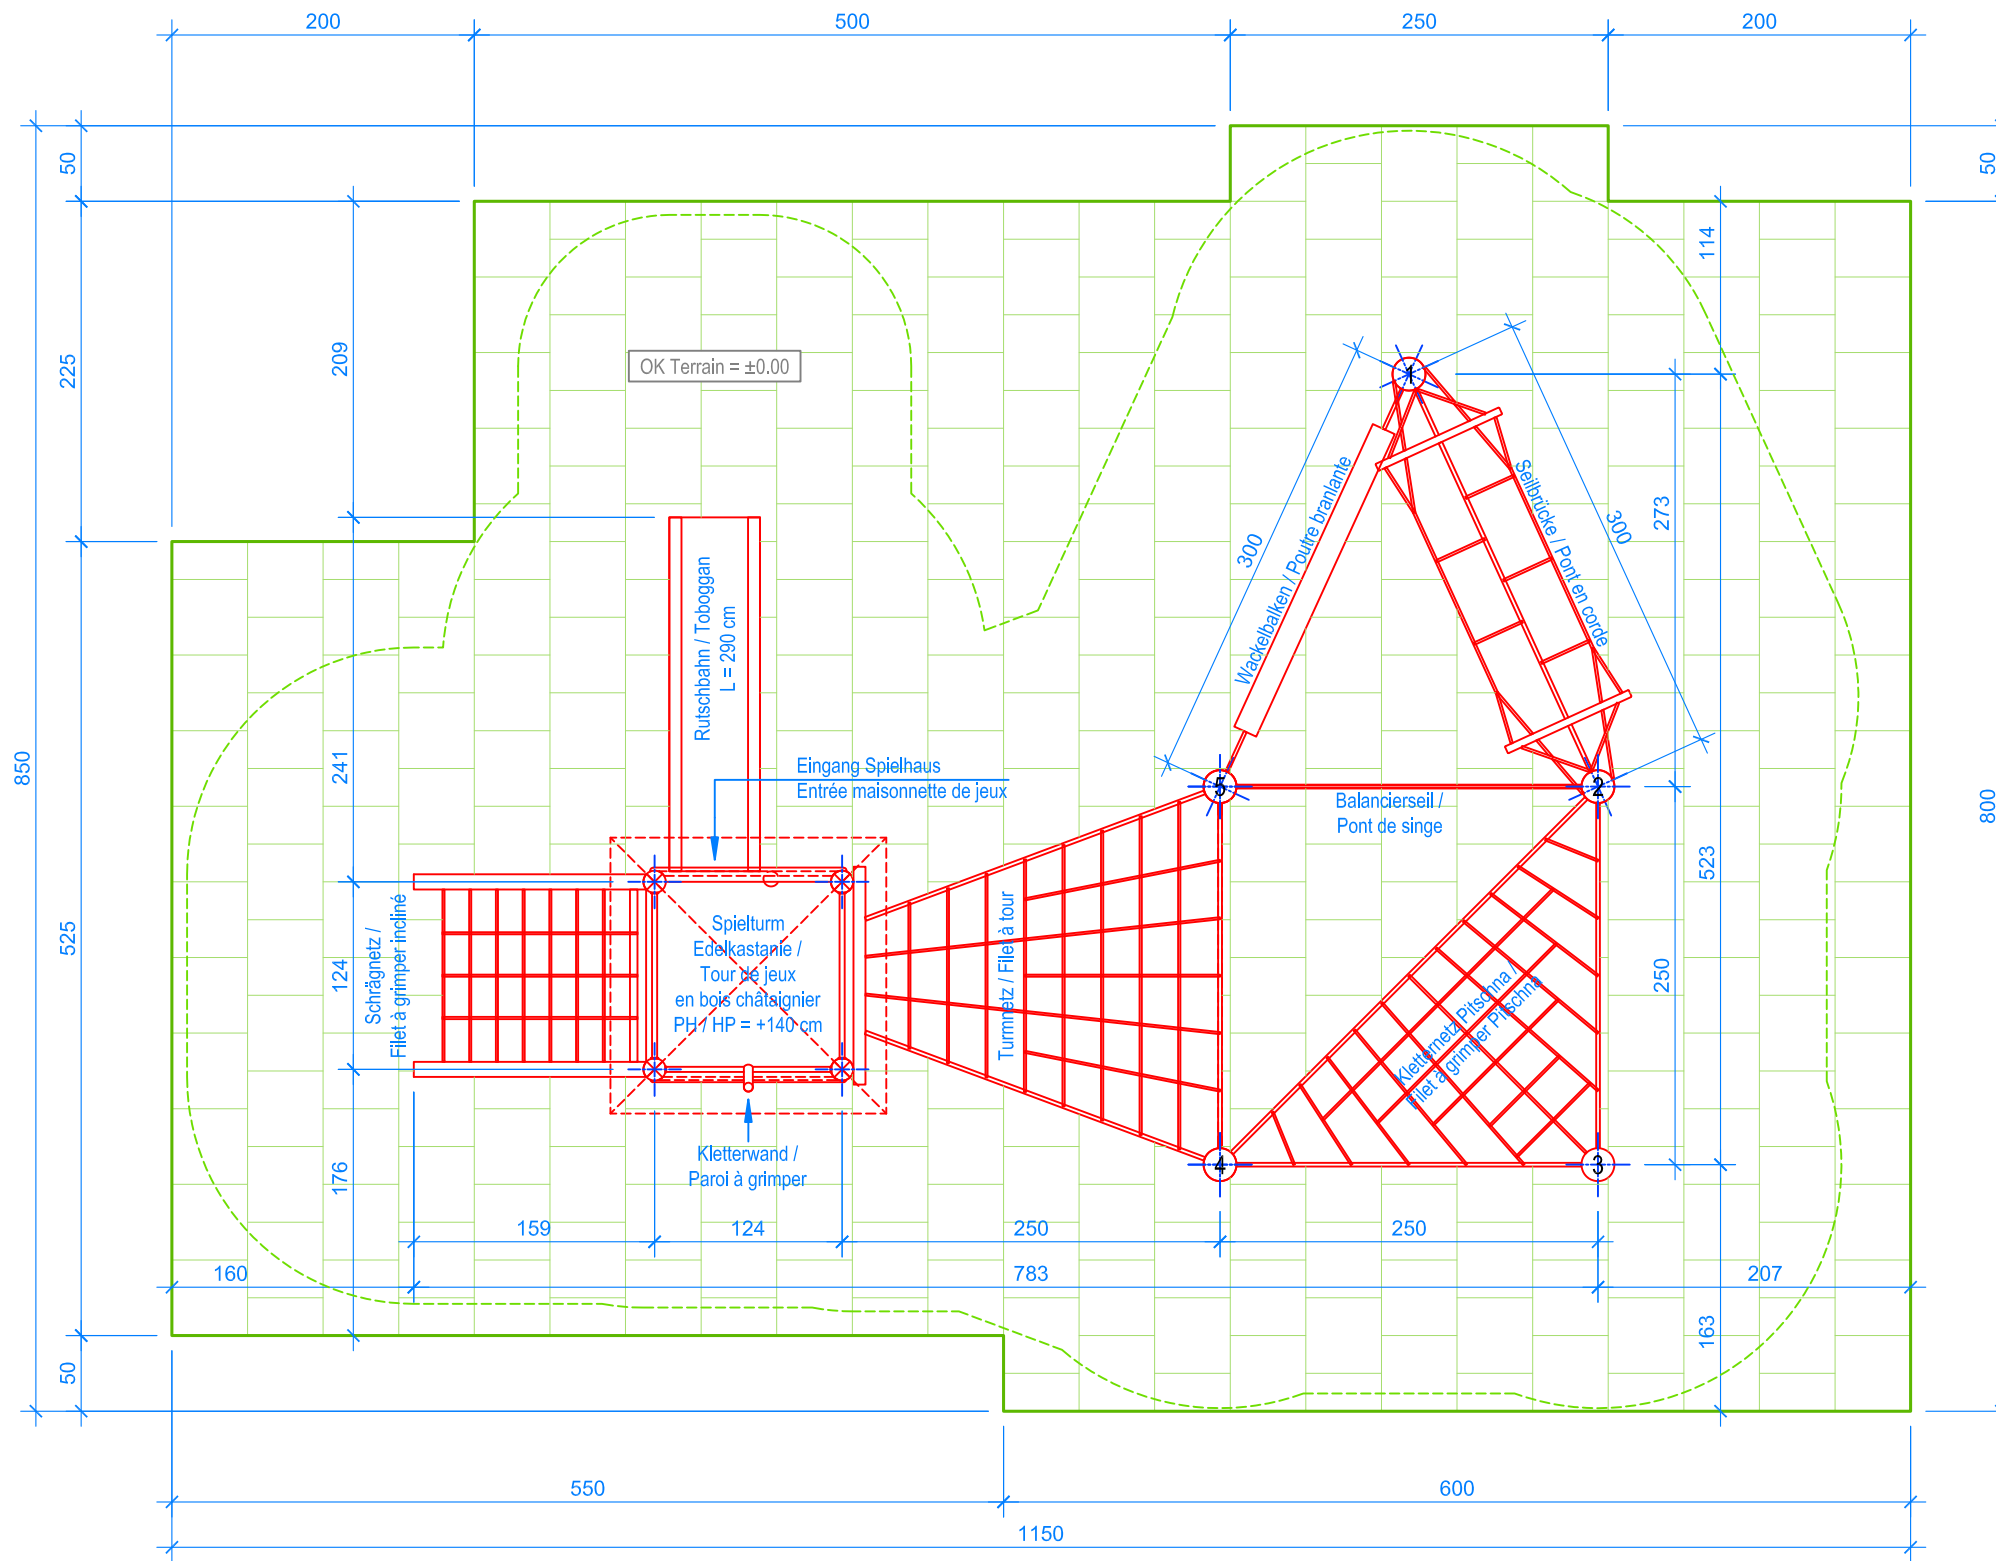 200
500
250
200
50
50
225
209
114
OK Terrain = ±0.00
1
300
Wackelbalken / Poutre branlante
Seilbrücke / Pont en corde
300
273
Rutschbahn / Toboggan
L = 290 cm
850
241
Eingang Spielhaus
Entrée maisonnette de jeux
5
2
Balancierseil /
Pont de singe
800
523
525
124
Schrägnetz /
Filet à grimper incliné
Spielturm
Edelkastanie /
Tour de jeux
en bois châtaignier
PH / HP = +140 cm
Turmnetz / Filet à tour
Kletternetz Pitschna /
Filet à grimper Pitschna
250
Kletterwand /
Paroi à grimper
4
3
176
159
124
250
250
160
783
207
50
163
550
600
1150